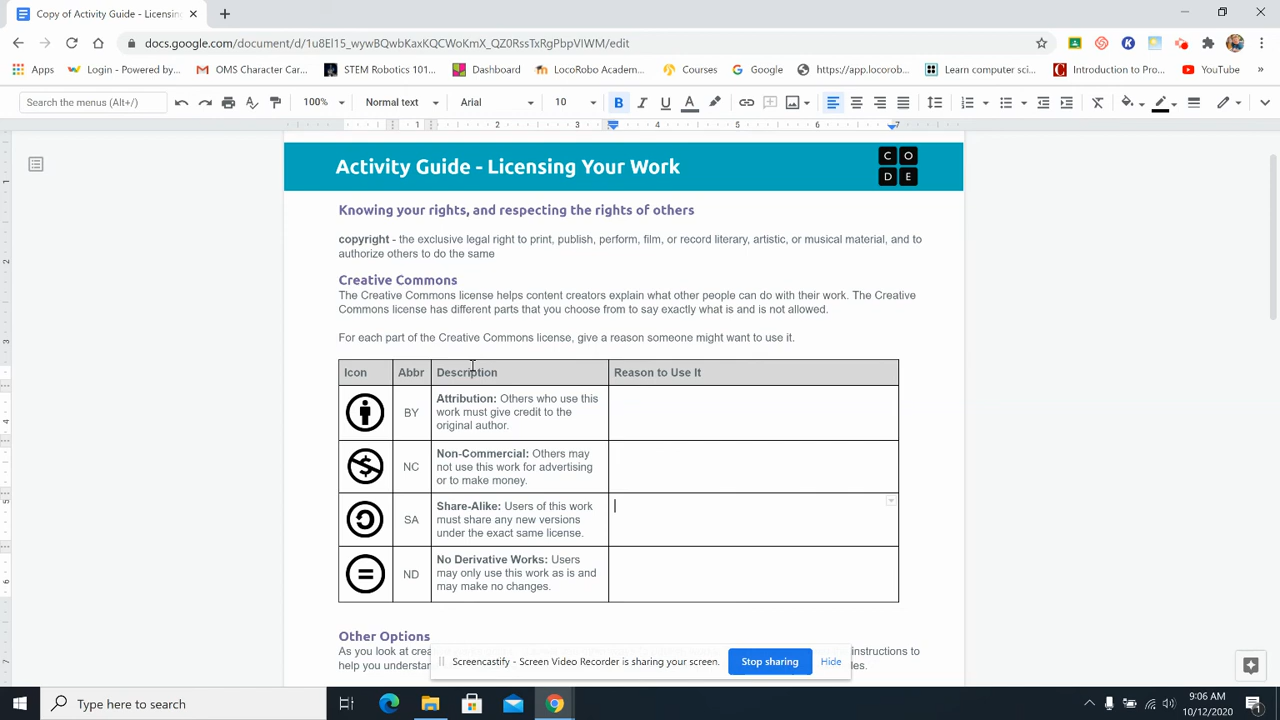 Copy of Activity Guide - Licensing
docs.google.com/document/d/1u8El15_wywBQwbKaxKQCWoKmX_QZ0RssTxRgPbpVIWM/edit
Apps Login - Powered by... OMS Character Car... STEM Robotics 101... Dashboard LocoRobo Academ... Courses Google https://app.locorob... Learn computer sci... Introduction to Pro... YouTube
Search the menus (Alt+/) 100% Normal text Arial B I U A
1 2 3 4 5 6 7
Activity Guide - Licensing Your Work
C O
D E
Knowing your rights, and respecting the rights of others
copyright - the exclusive legal right to print, publish, perform, film, or record literary, artistic, or musical material, and to
authorize others to do the same
Creative Commons
The Creative Commons license helps content creators explain what other people can do with their work. The Creative
Commons license has different parts that you choose from to say exactly what is and is not allowed.
For each part of the Creative Commons license, give a reason someone might want to use it.
Icon Abbr Description Reason to Use It
BY
Attribution: Others who use this
work must give credit to the
original author.
NC
Non-Commercial: Others may
not use this work for advertising
or to make money.
SA
Share-Alike: Users of this work
must share any new versions
under the exact same license.
ND
No Derivative Works: Users
may only use this work as is and
may make no changes.
Other Options
As you look at crea instructions to
help you understan les.
Screencastify - Screen Video Recorder is sharing your screen. Stop sharing Hide
Type here to search
9:06 AM
10/12/2020